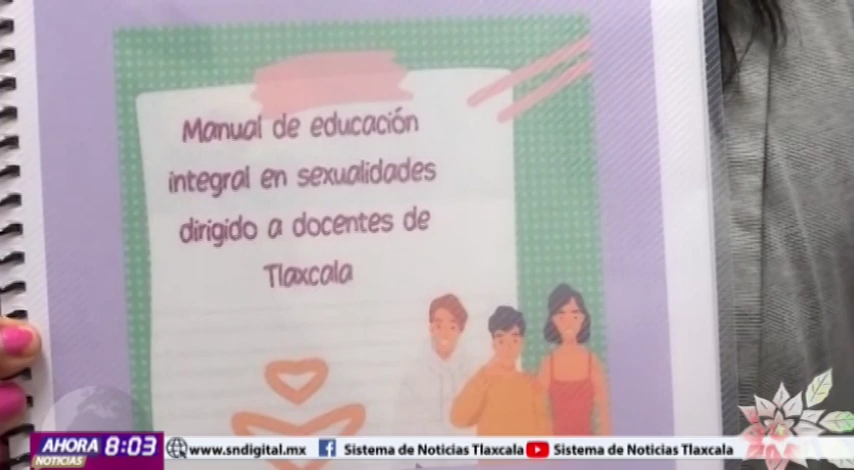 Manual de educación
integral en sexualidades
dirigido a docentes de
Tlaxcala
AHORA 8:03
NOTICIAS
www.sndigital.mx Sistema de Noticias Tlaxcala Sistema de Noticias Tlaxcala